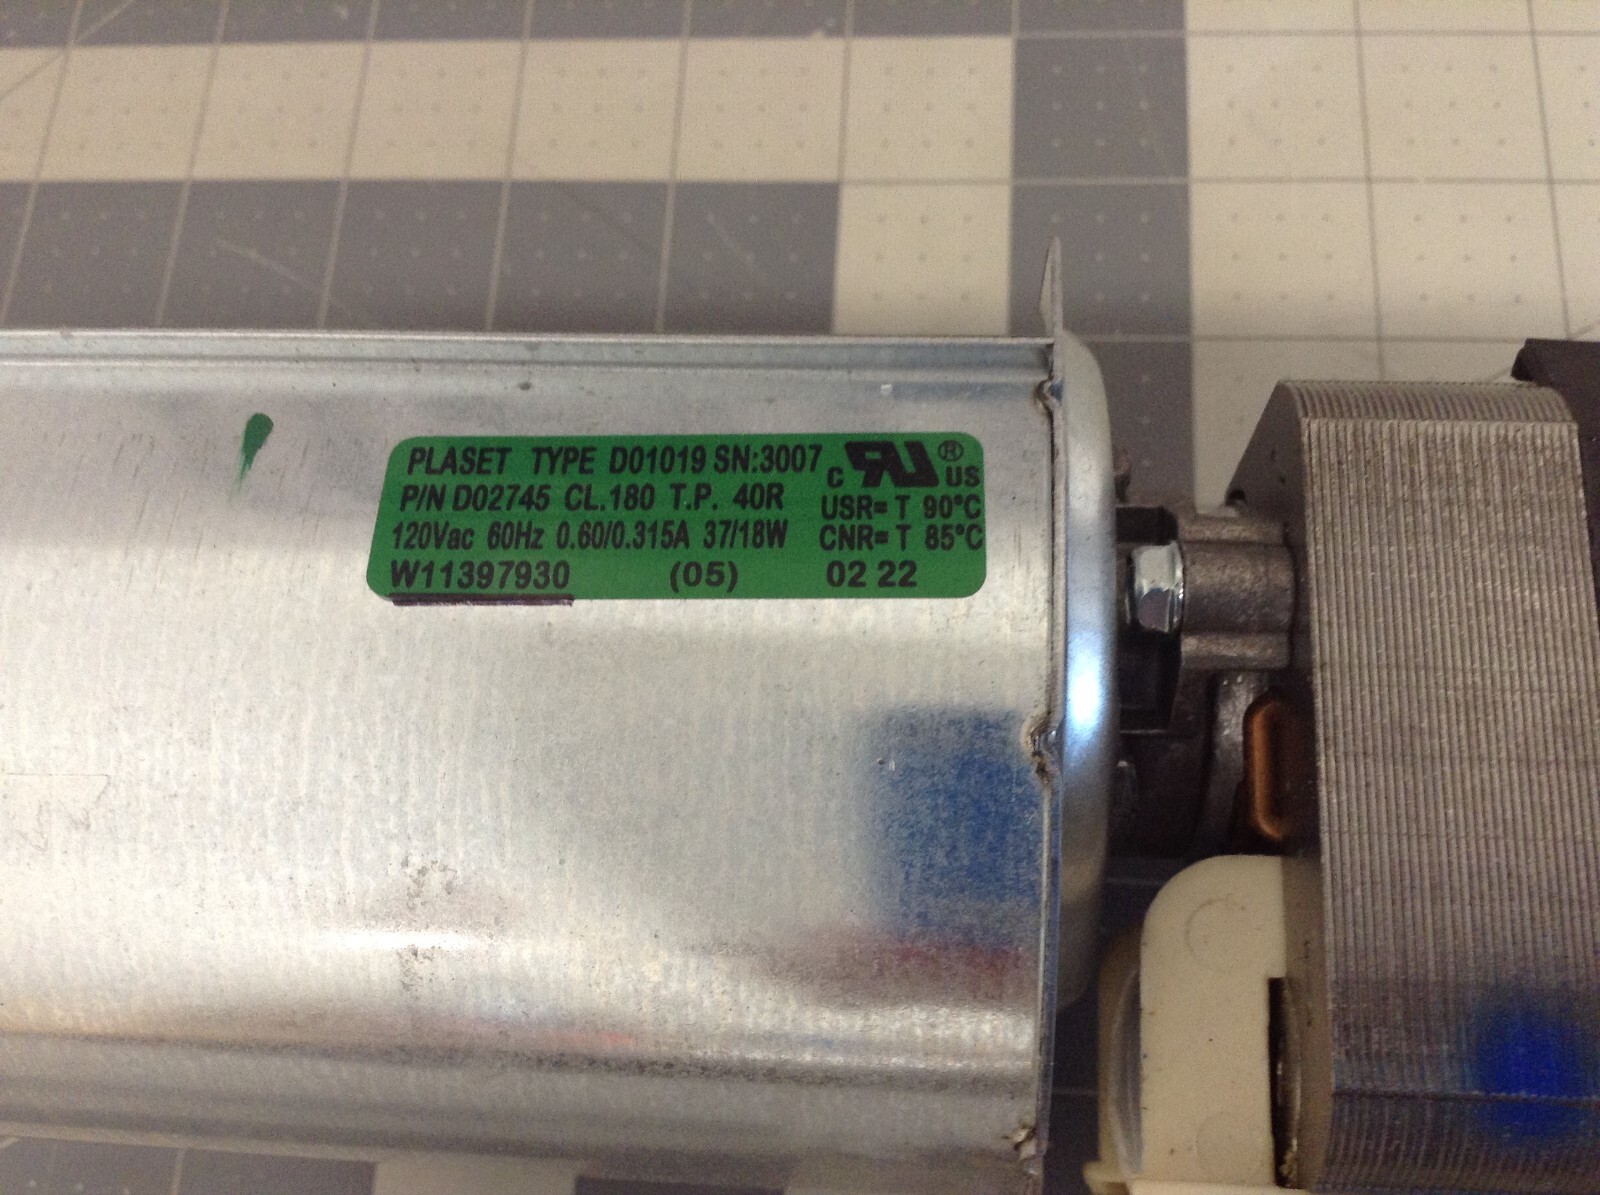 PLASET TYPE D01019 SN:3007 c RU® US
P/N D02745 CL.180 T.P. 40R USR= T 90°C
120Vac 60Hz 0.60/0.315A 37/18W CNR= T 85°C
W11397930 (05) 02 22